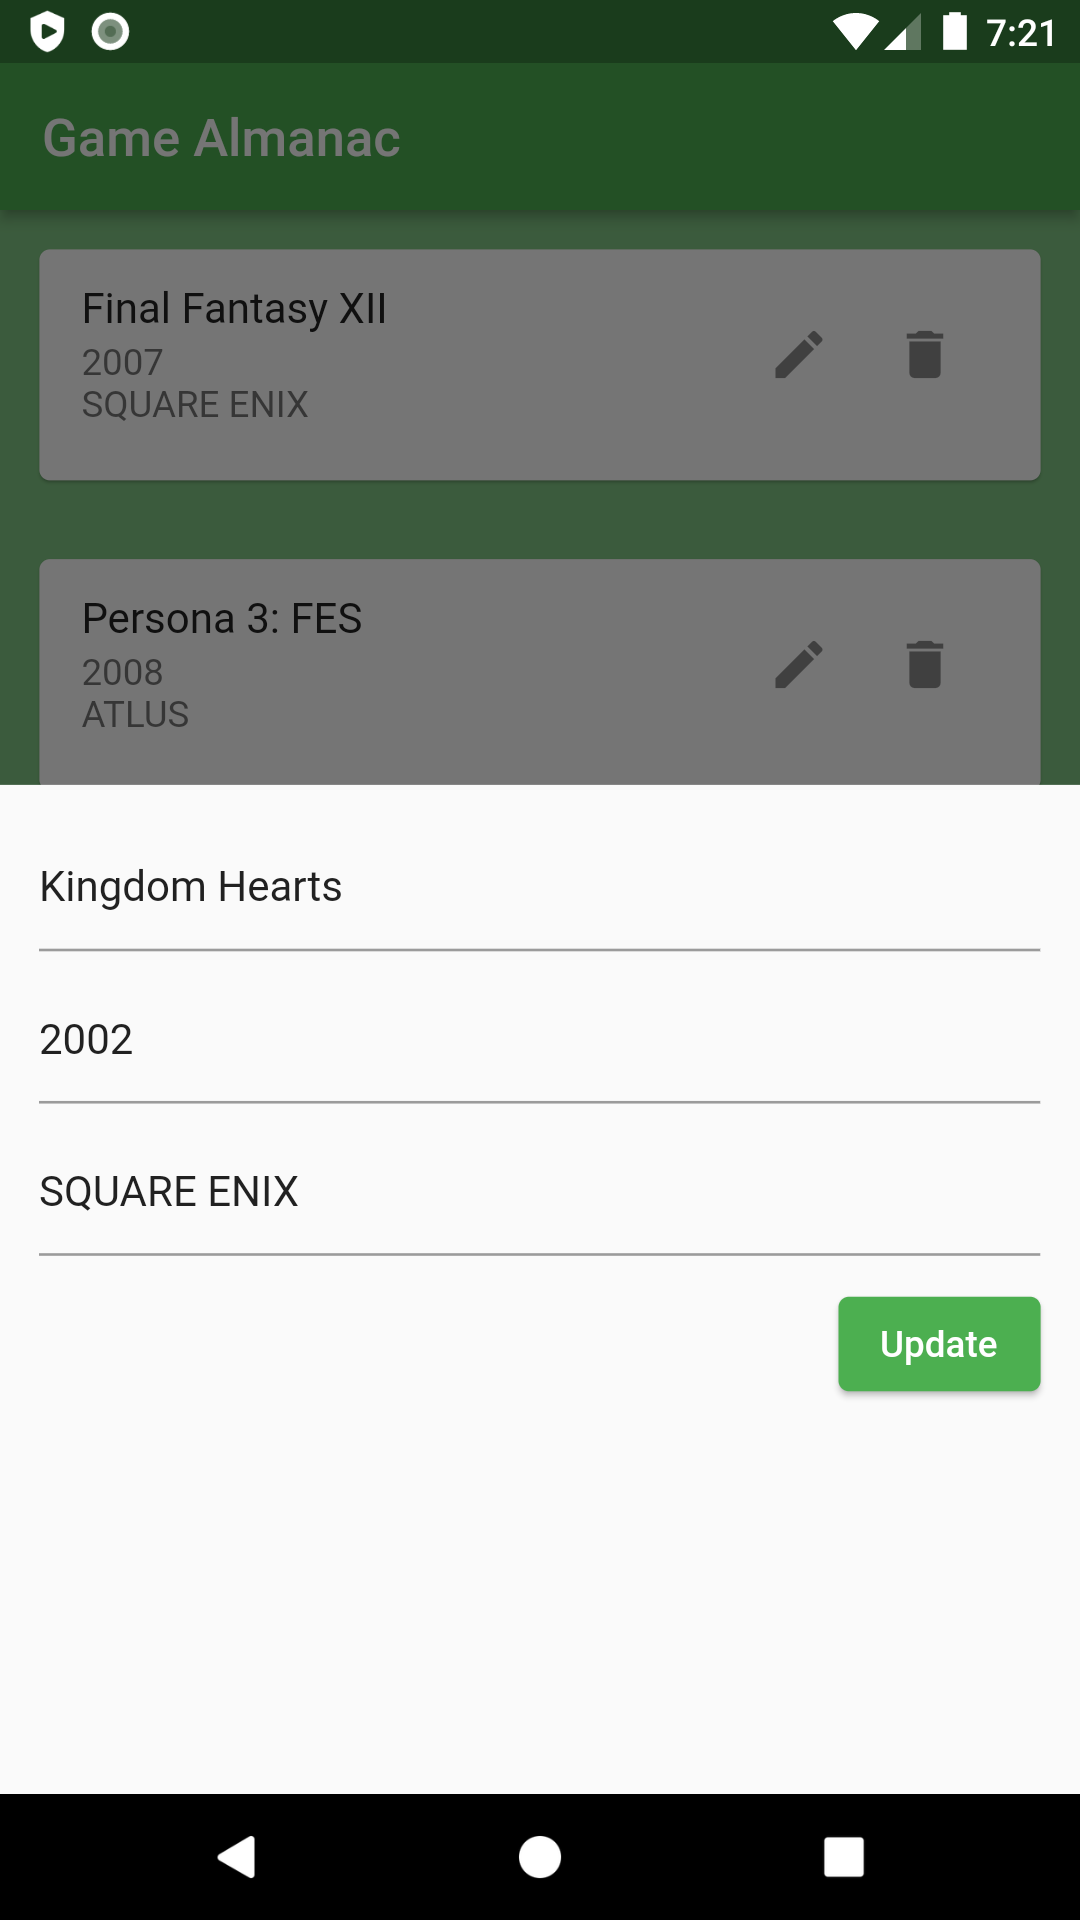 7:21
Game Almanac
Final Fantasy XII
2007
SQUARE ENIX
Persona 3: FES
2008
ATLUS
Kingdom Hearts
2002
SQUARE ENIX
Update